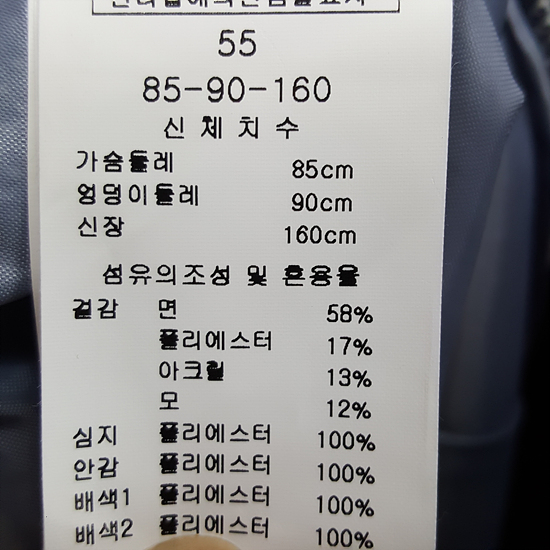 55
85-90-160
신체치수
가슴둘레 85cm
엉덩이둘레 90cm
신장 160cm
섬유의조성 및 혼용율
겉감 면 58%
폴리에스터 17%
아크릴 13%
모 12%
심지 폴리에스터 100%
안감 폴리에스터 100%
배색1 폴리에스터 100%
배색2 폴리에스터 100%